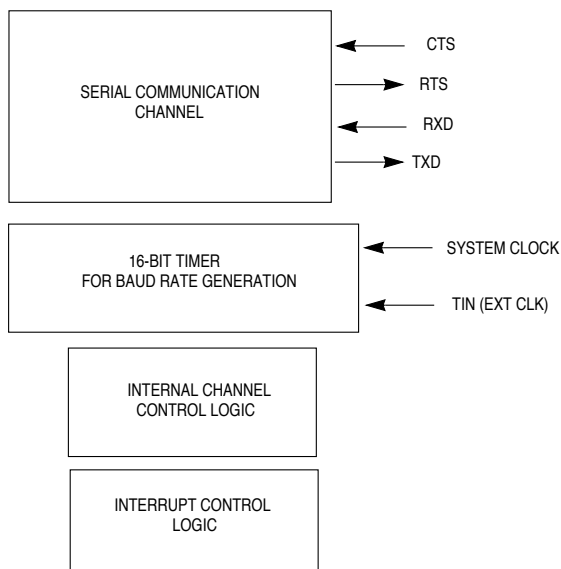 SERIAL COMMUNICATION
CHANNEL
CTS
RTS
RXD
TXD
16-BIT TIMER
FOR BAUD RATE GENERATION
SYSTEM CLOCK
TIN (EXT CLK)
INTERNAL CHANNEL
CONTROL LOGIC
INTERRUPT CONTROL
LOGIC